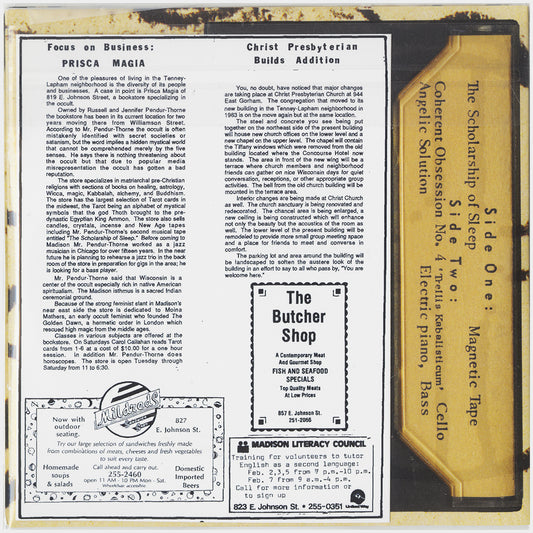 Focus on Business:
PRISCA MAGIA
One of the pleasures of living in the Tenney-
Lapham neighborhood is the diversity of its people
and businesses. A case in point is Prisca Magia of
819 E. Johnson Street, a bookstore specializing in
the occult.
Owned by Russell and Jennifer Pendur-Thorne
the bookstore has been in its current location for two
years moving there from Williamson Street.
According to Mr. Pendur-Thorne the occult is often
mistakenly identified with secret societies or
satanism, but the word implies a hidden mystical world
that cannot be comprehended merely by the five
senses. He says there is nothing threatening about
the occult but that due to popular media
misrepresentation the occult has gotten a bad
reputation.
The store specializes in matriarchal pre-Christian
religions with sections of books on healing, astrology,
Wicca, magic, Kabbalah, alchemy, and Buddhism.
The store has the largest selection of Tarot cards in
the midwest, the Tarot being an alphabet of mystical
symbols that the god Thoth brought to the pre-
dynastic Egyptian King Ammon. The store also sells
candles, crystals, incense and New Age tapes
including Mr. Pendur-Thorne's second musical tape
entitled "The Scholarship of Sleep." Before coming to
Madison Mr. Pendur-Thorne worked as a jazz
musician in Chicago for over fifteen years. In the near
future he is planning to rehearse a jazz trio in the back
room of the store in preparation for gigs in the area; he
is looking for a bass player.
Mr. Pendur-Thorne said that Wisconsin is a
center of the occult especially rich in native American
spiritualism. The Madison isthmus is a sacred Indian
ceremonial ground.
Because of the strong feminist slant in Madison's
near east side the store is dedicated to Moina
Mathers, an early occult feminist who founded The
Golden Dawn, a hermetic order in London which
rescued high magic from the middle ages.
Classes in various subjects are offered at the
bookstore. On Saturdays Carol Callahan reads Tarot
cards from 1-6 at a cost of $10.00 for a one hour
session. In addition Mr. Pendur-Thorne does
horoscopes. The store is open Tuesday through
Saturday from 11 to 6:30.
Now with
outdoor
seating.
Mildreds
827
E. Johnson St.
Try our large selection of sandwiches freshly made
from combinations of meats, cheeses and fresh vegetables
to suit every taste.
Homemade
soups
& salads
Call ahead and carry out.
255-2460
open 11 AM - 10 PM Mon - Sat.
Wheelchair accessible
Domestic
Imported
Beers
Christ Presbyterian
Builds Addition
You, no doubt, have noticed that major changes
are taking place at Christ Presbyterian Church at 944
East Gorham. The congregation that moved to its
new building in the Tenney-Lapham neighborhood in
1963 is on the move again but at the same location.
The steel and concrete you see being put
together on the northeast side of the present building
will house new church offices on the lower level and a
new chapel on the upper level. The chapel will contain
the Tiffany windows which were removed from the old
building located where the Concourse Hotel now
stands. The area in front of the new wing will be a
terrace where church members and neighborhood
friends can gather on nice Wisconsin days for quiet
conversation, receptions, or other appropriate group
activities. The bell from the old church building will be
mounted in the terrace area.
Interior changes are being made at Christ Church
as well. The church sanctuary is being renovated and
redecorated. The chancel area is being enlarged, a
new ceiling is being constructed which will enhance
not only the beauty but the acoustics of the room as
well. The lower level of the present building will be
remodeled to provide more small group meeting space
and a place for friends to meet and converse in
comfort.
The parking lot and area around the building will
be landscaped to soften the austere look of the
building in an effort to say to all who pass by, "You are
welcome here."
The
Butcher
Shop
A Contemporary Meat
And Gourmet Shop
FISH AND SEAFOOD
SPECIALS
Top Quality Meats
At Low Prices
857 E. Johnson St.
251-2066
MADISON LITERACY COUNCIL
Training for volunteers to tutor
English as a second language:
Feb. 2,3,5 from 7 p.m.-10 p.m.
Feb. 7 from 9 a.m.-4 p.m.
Call for more information or
to sign up
United Way
823 E. Johnson St. • 255-0351
Side One:
The Scholarship of Sleep Magnetic Tape
Side Two:
Coherent Obsession No. 4 'Trellis Kabalisticum' Cello
Angelic Solution Electric piano, Bass